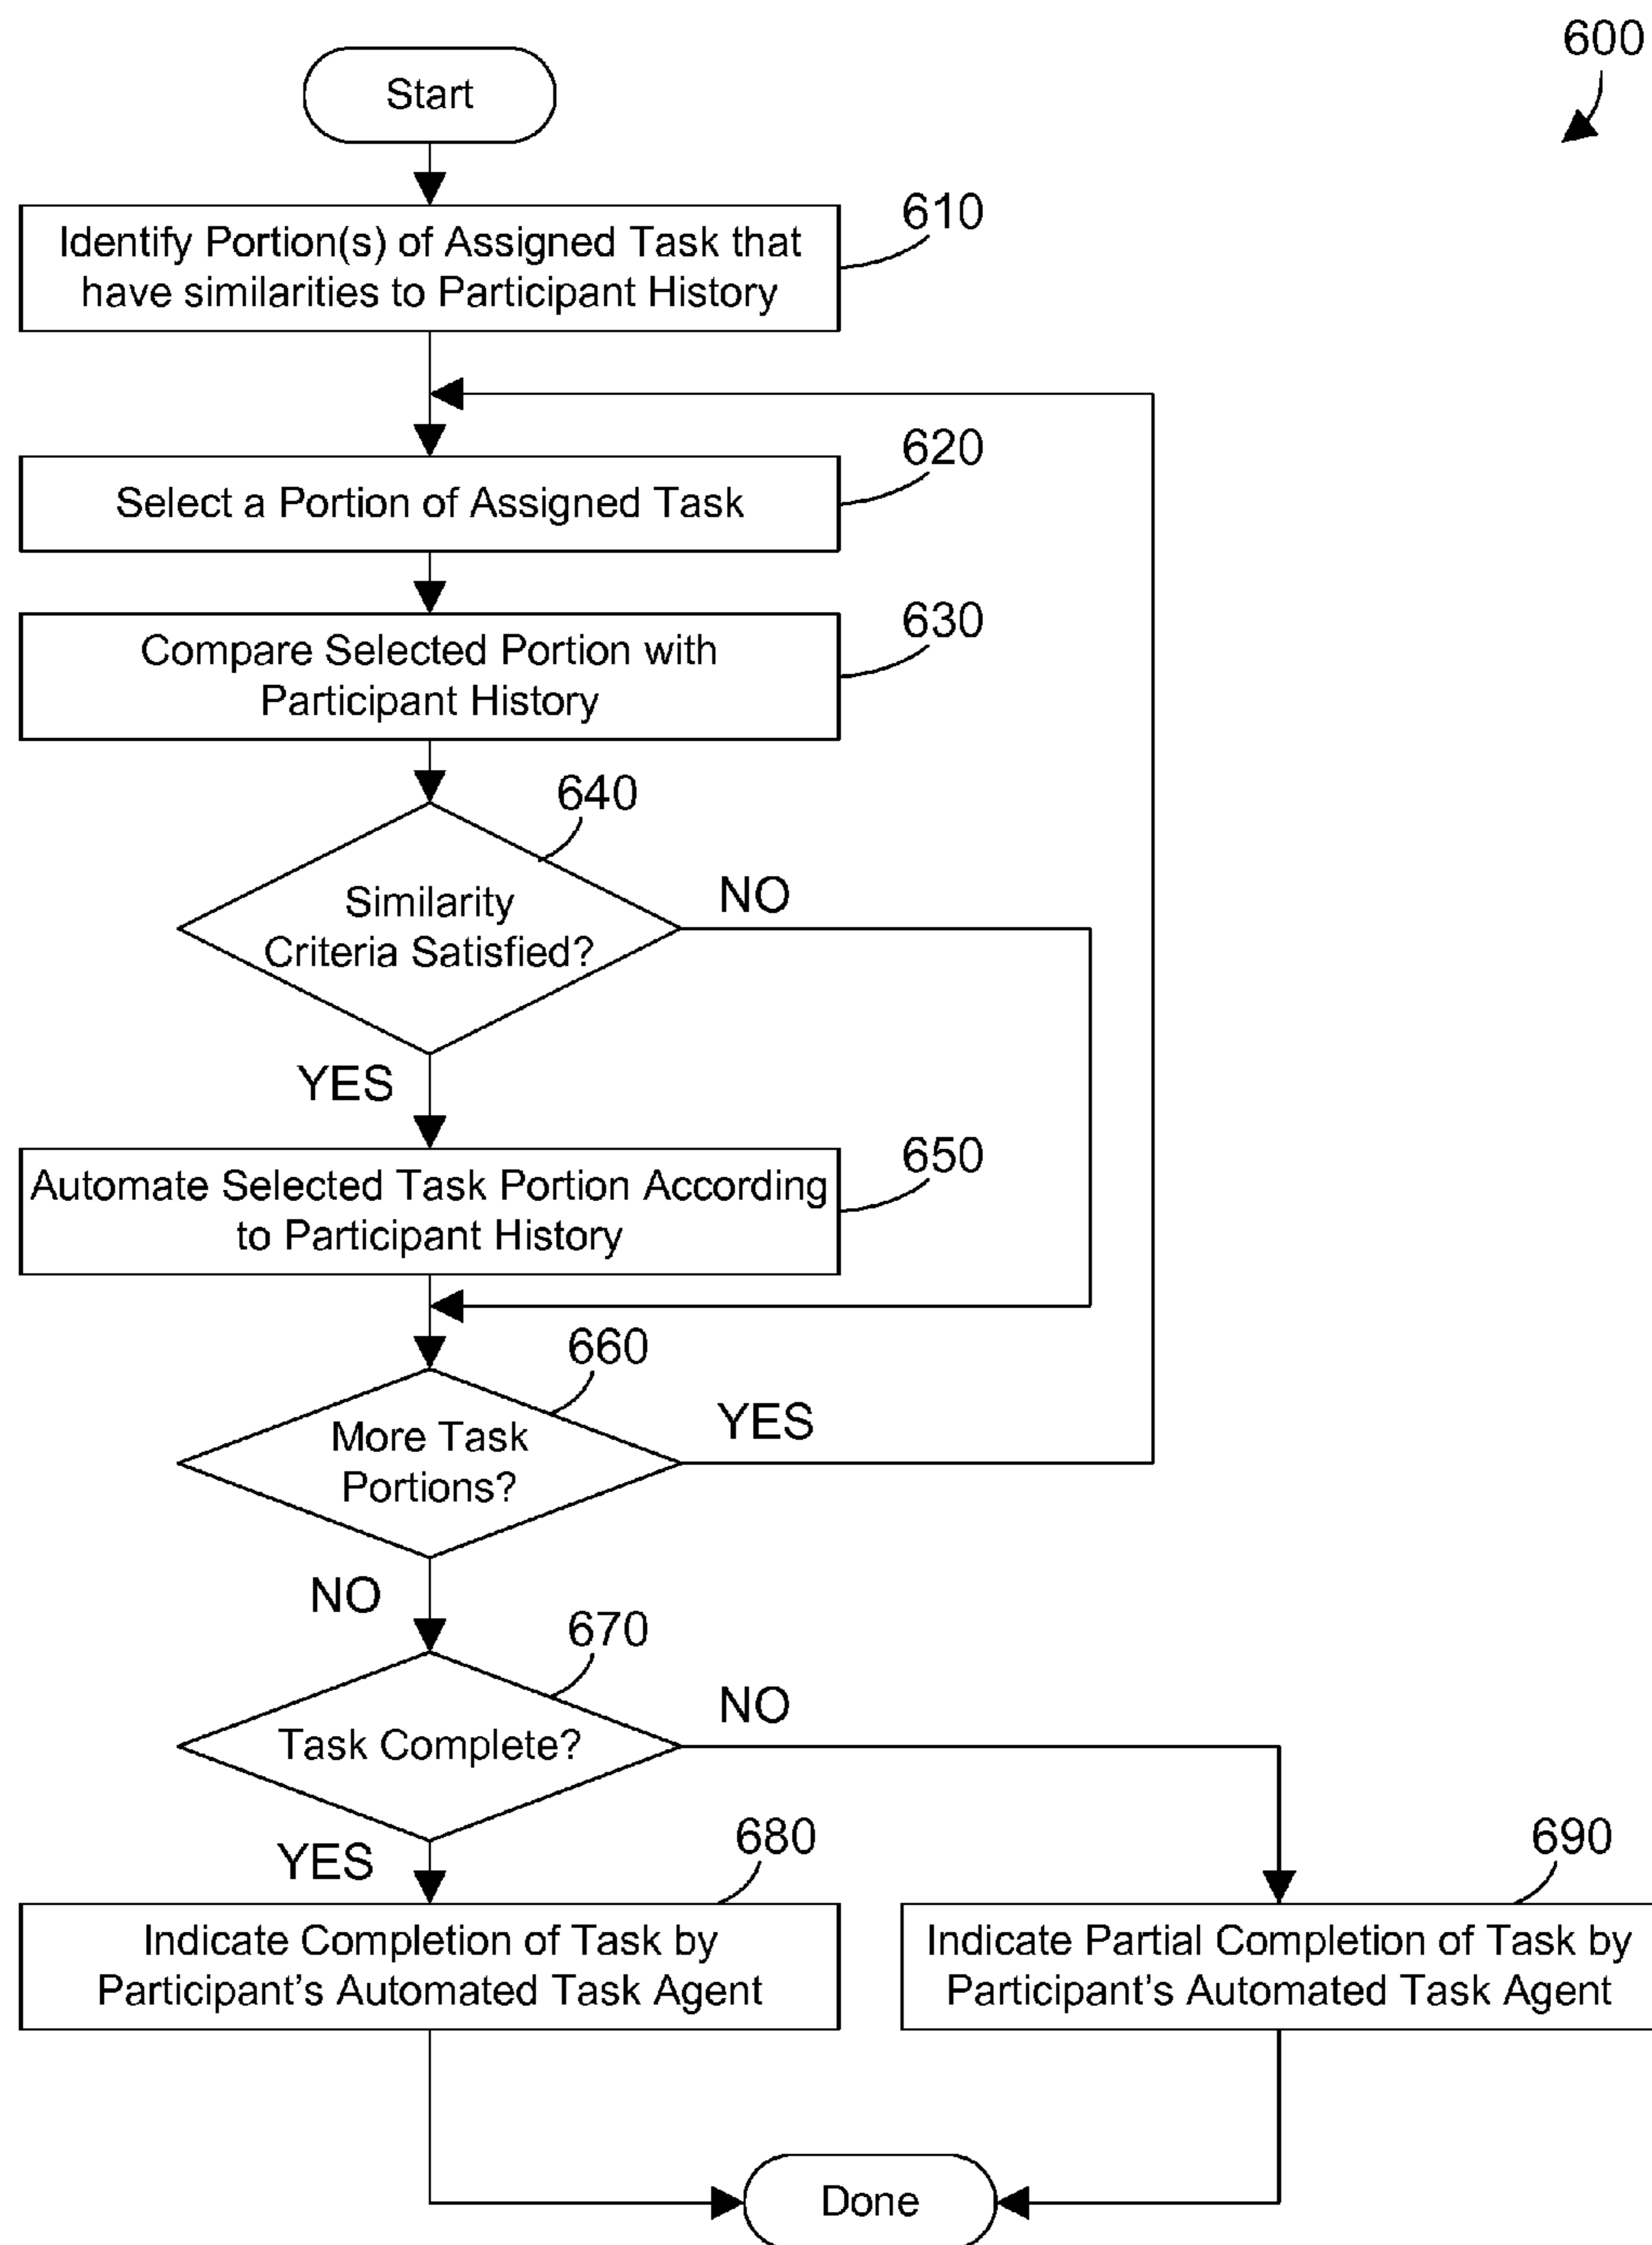 600
Start
610
Identify Portion(s) of Assigned Task that
have similarities to Participant History
620
Select a Portion of Assigned Task
630
Compare Selected Portion with
Participant History
640
Similarity
Criteria Satisfied?
NO
YES
650
Automate Selected Task Portion According
to Participant History
660
More Task
Portions?
YES
NO
670
Task Complete?
NO
YES
680
Indicate Completion of Task by
Participant's Automated Task Agent
690
Indicate Partial Completion of Task by
Participant's Automated Task Agent
Done